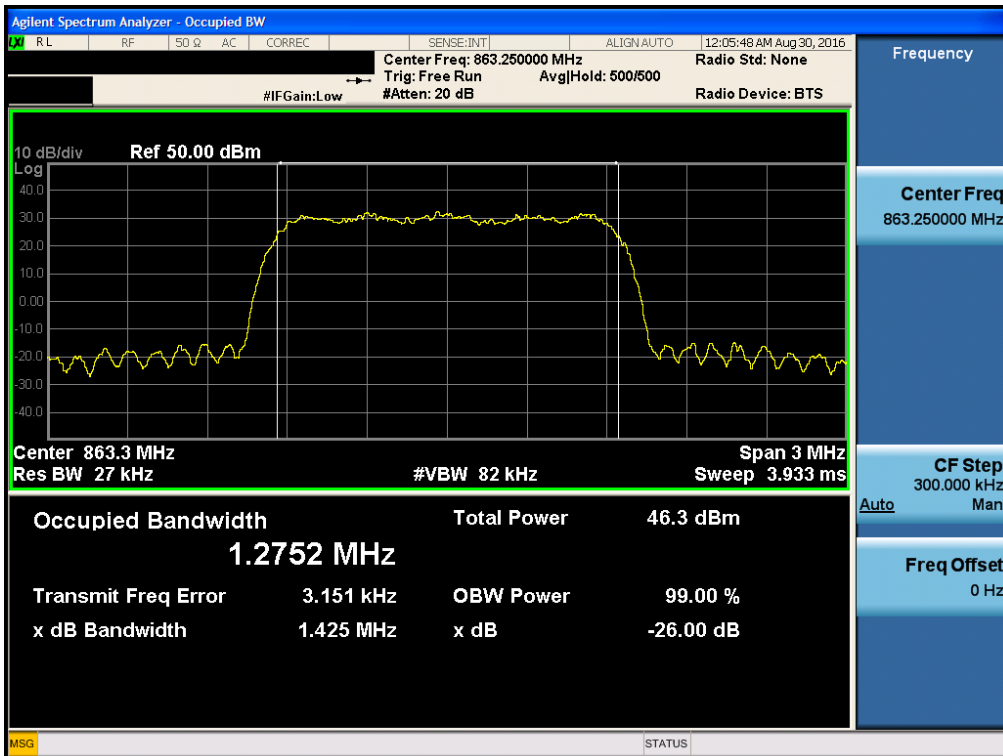 Agilent Spectrum Analyzer - Occupied BW
LXI RL RF 50 Ω AC CORREC SENSE:INT ALIGN AUTO 12:05:48 AM Aug 30, 2016
Center Freq: 863.250000 MHz Radio Std: None
Trig: Free Run Avg|Hold: 500/500
#IFGain:Low #Atten: 20 dB Radio Device: BTS
10 dB/div Ref 50.00 dBm
Log
40.0
30.0
20.0
10.0
0.00
-10.0
-20.0
-30.0
-40.0
Center 863.3 MHz Span 3 MHz
Res BW 27 kHz #VBW 82 kHz Sweep 3.933 ms
Occupied Bandwidth Total Power 46.3 dBm
1.2752 MHz
Transmit Freq Error 3.151 kHz OBW Power 99.00 %
x dB Bandwidth 1.425 MHz x dB -26.00 dB
MSG STATUS
Frequency
Center Freq
863.250000 MHz
CF Step
300.000 kHz
Auto Man
Freq Offset
0 Hz